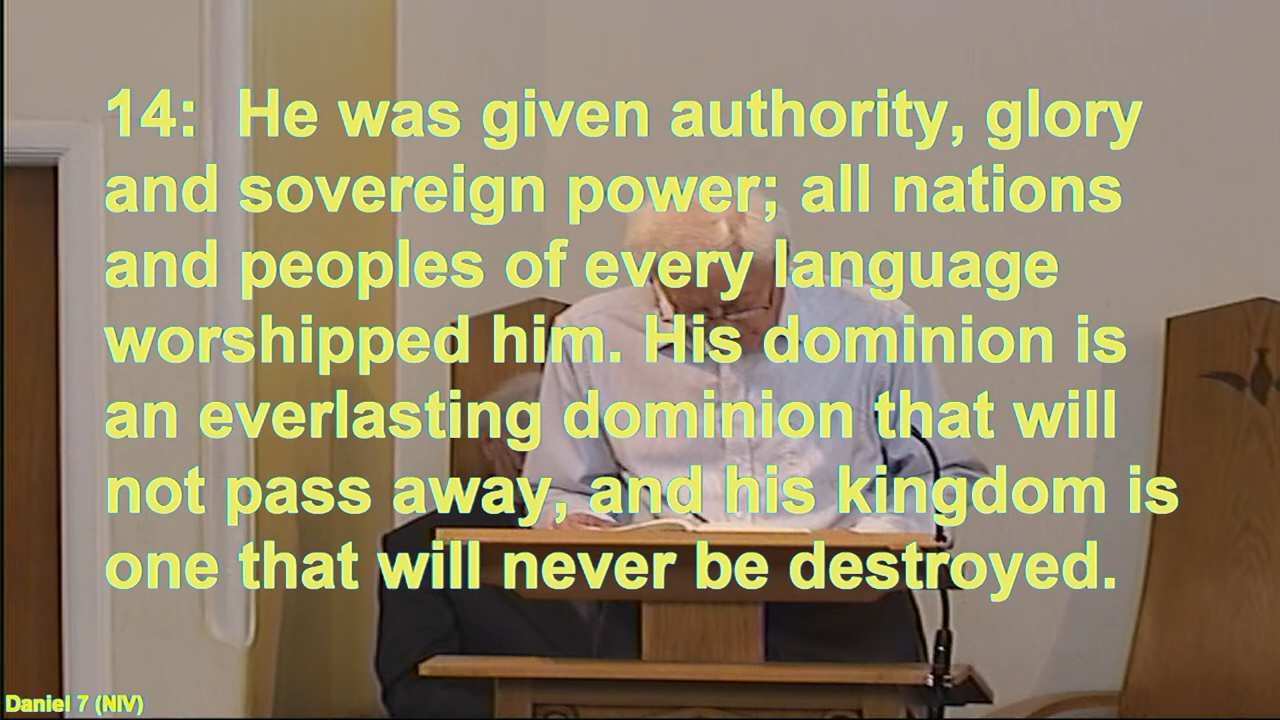 14:  He was given authority, glory
and sovereign power; all nations
and peoples of every language
worshipped him. His dominion is
an everlasting dominion that will
not pass away, and his kingdom is
one that will never be destroyed.
Daniel 7 (NIV)